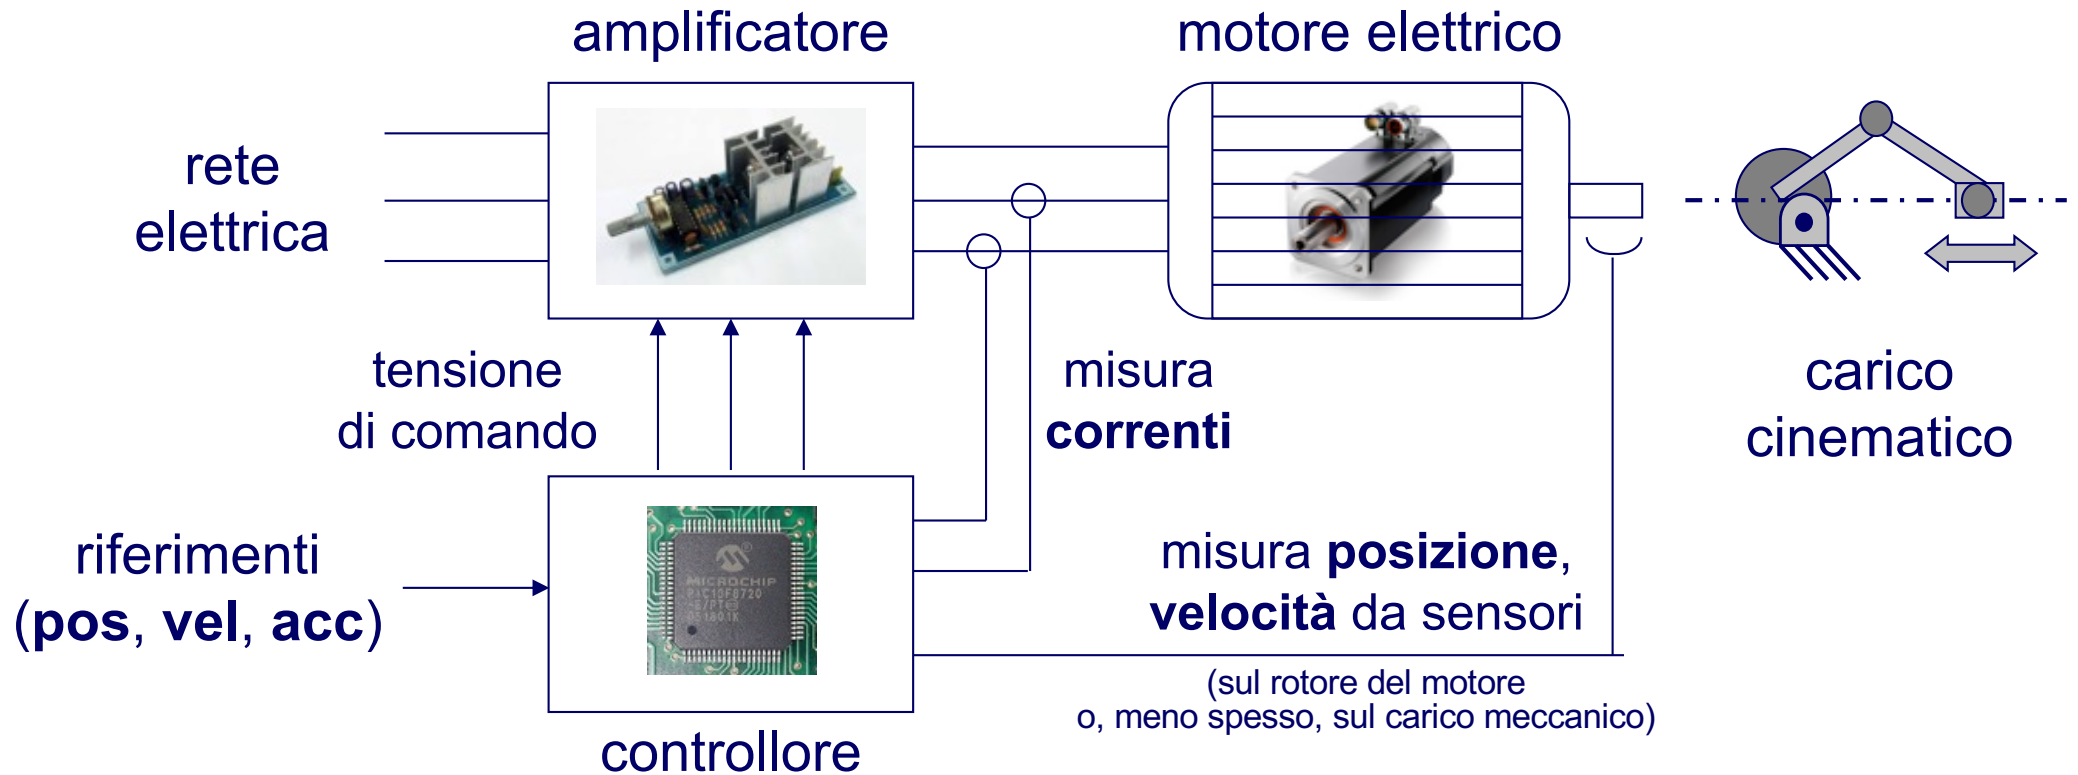 amplificatore
motore elettrico
rete
elettrica
tensione
di comando
misura
correnti
carico
cinematico
riferimenti
(pos, vel, acc)
MICROCHIP
misura posizione,
velocità da sensori
(sul rotore del motore
o, meno spesso, sul carico meccanico)
controllore